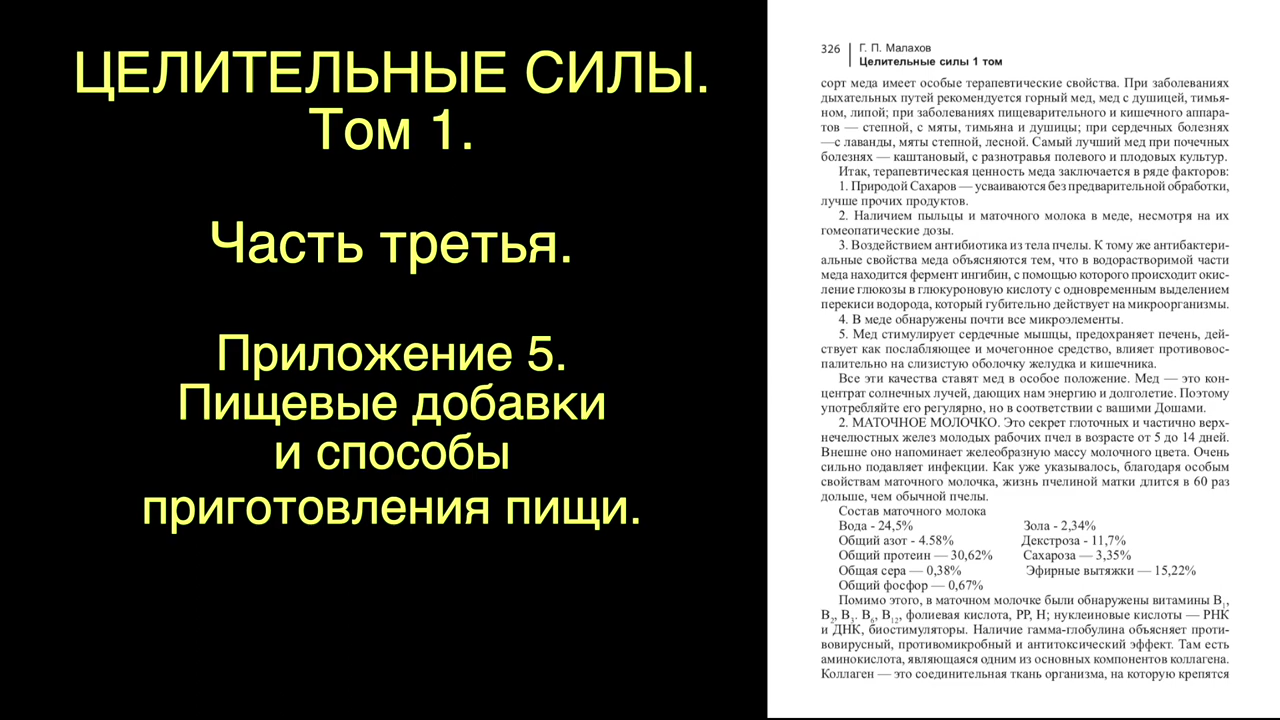 ЦЕЛИТЕЛЬНЫЕ СИЛЫ.
Том 1.
Часть третья.
Приложение 5.
Пищевые добавки
и способы
приготовления пищи.
326
Г. П. Малахов
Целительные силы 1 том
сорт меда имеет особые терапевтические свойства. При заболеваниях
дыхательных путей рекомендуется горный мед, мед с душицей, тимья-
ном, липой; при заболеваниях пищеварительного и кишечного аппара-
тов — степной, с мяты, тимьяна и душицы; при сердечных болезнях
—с лаванды, мяты степной, лесной. Самый лучший мед при почечных
болезнях — каштановый, с разнотравья полевого и плодовых культур.
Итак, терапевтическая ценность меда заключается в ряде факторов:
1. Природой Сахаров — усваиваются без предварительной обработки,
лучше прочих продуктов.
2. Наличием пыльцы и маточного молока в меде, несмотря на их
гомеопатические дозы.
3. Воздействием антибиотика из тела пчелы. К тому же антибактери-
альные свойства меда объясняются тем, что в водорастворимой части
меда находится фермент ингибин, с помощью которого происходит окис-
ление глюкозы в глюкуроновую кислоту с одновременным выделением
перекиси водорода, который губительно действует на микроорганизмы.
4. В меде обнаружены почти все микроэлементы.
5. Мед стимулирует сердечные мышцы, предохраняет печень, дей-
ствует как послабляющее и мочегонное средство, влияет противовос-
палительно на слизистую оболочку желудка и кишечника.
Все эти качества ставят мед в особое положение. Мед — это кон-
центрат солнечных лучей, дающих нам энергию и долголетие. Поэтому
употребляйте его регулярно, но в соответствии с вашими Дошами.
2. МАТОЧНОЕ МОЛОЧКО. Это секрет глоточных и частично верх-
нечелюстных желез молодых рабочих пчел в возрасте от 5 до 14 дней.
Внешне оно напоминает желеобразную массу молочного цвета. Очень
сильно подавляет инфекции. Как уже указывалось, благодаря особым
свойствам маточного молочка, жизнь пчелиной матки длится в 60 раз
дольше, чем обычной пчелы.
Состав маточного молока
Вода - 24,5% Зола - 2,34%
Общий азот - 4.58% Декстроза - 11,7%
Общий протеин — 30,62% Сахароза — 3,35%
Общая сера — 0,38% Эфирные вытяжки — 15,22%
Общий фосфор — 0,67%
Помимо этого, в маточном молочке были обнаружены витамины B1,
B2, B3. B6, B12, фолиевая кислота, РР, Н; нуклеиновые кислоты — РНК
и ДНК, биостимуляторы. Наличие гамма-глобулина объясняет проти-
вовирусный, противомикробный и антитоксический эффект. Там есть
аминокислота, являющаяся одним из основных компонентов коллагена.
Коллаген — это соединительная ткань организма, на которую крепятся